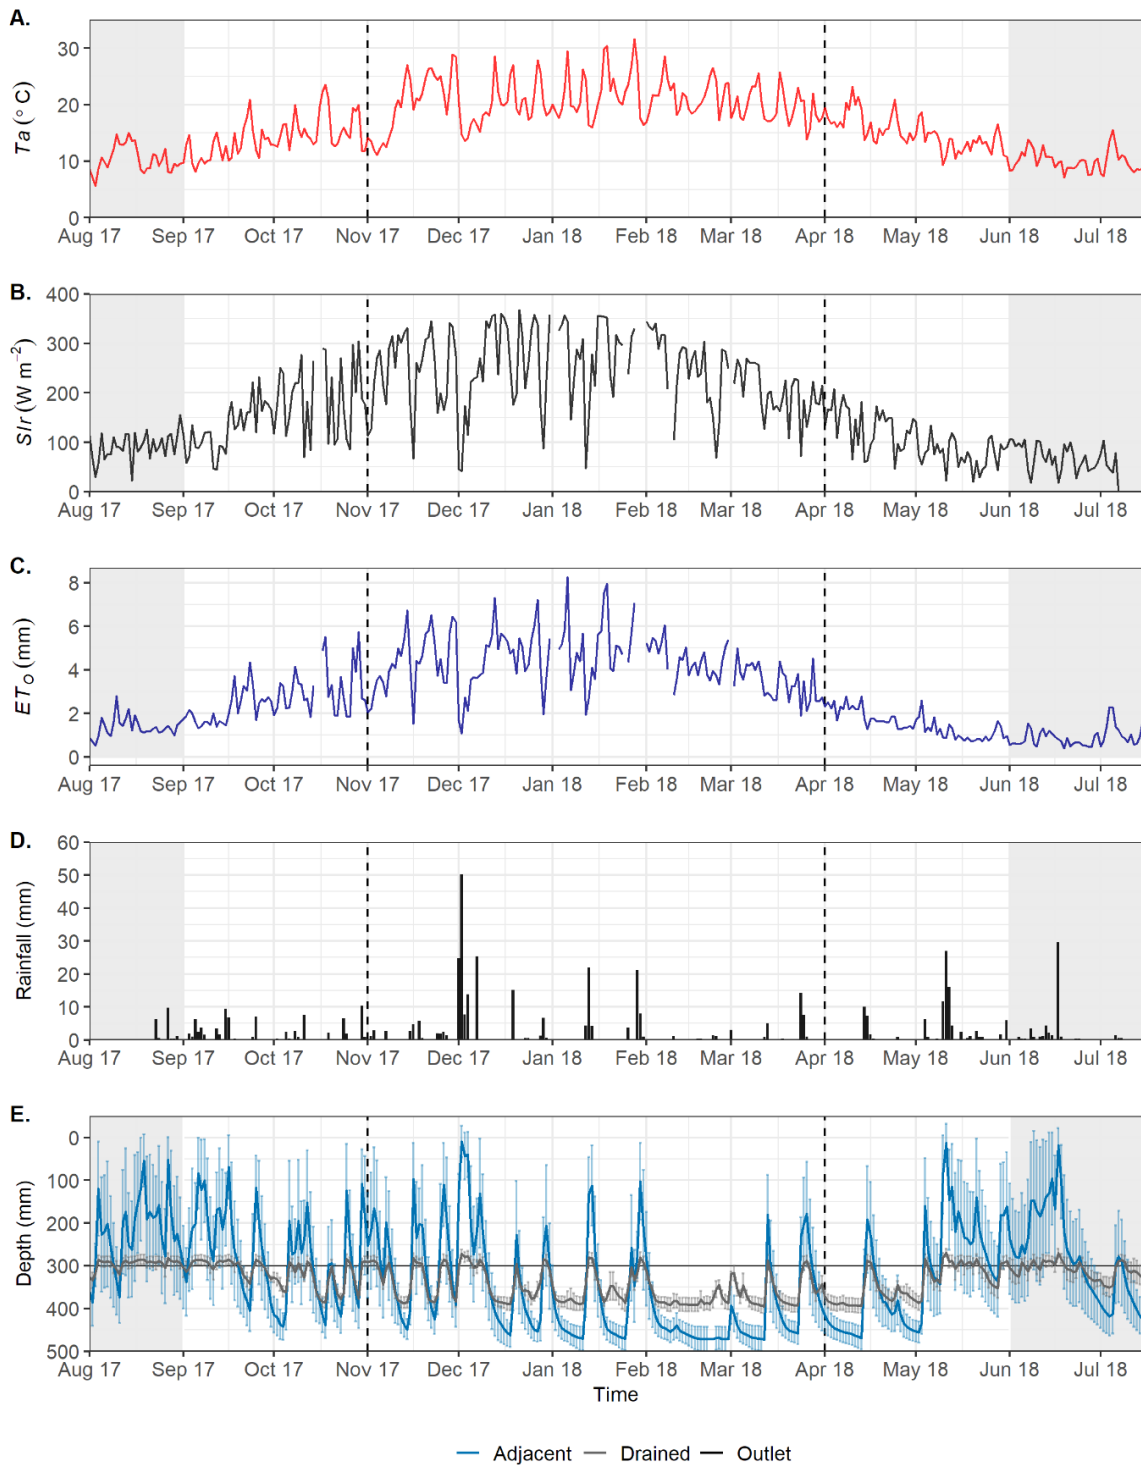 A.
Ta (° C)
30
20
10
0
Aug 17 Sep 17 Oct 17 Nov 17 Dec 17 Jan 18 Feb 18 Mar 18 Apr 18 May 18 Jun 18 Jul 18
B.
Slr (W m−2)
400
300
200
100
0
Aug 17 Sep 17 Oct 17 Nov 17 Dec 17 Jan 18 Feb 18 Mar 18 Apr 18 May 18 Jun 18 Jul 18
C.
ETO (mm)
8
6
4
2
0
Aug 17 Sep 17 Oct 17 Nov 17 Dec 17 Jan 18 Feb 18 Mar 18 Apr 18 May 18 Jun 18 Jul 18
D.
Rainfall (mm)
60
50
40
30
20
10
0
Aug 17 Sep 17 Oct 17 Nov 17 Dec 17 Jan 18 Feb 18 Mar 18 Apr 18 May 18 Jun 18 Jul 18
E.
Depth (mm)
0
100
200
300
400
500
Aug 17 Sep 17 Oct 17 Nov 17 Dec 17 Jan 18 Feb 18 Mar 18 Apr 18 May 18 Jun 18 Jul 18
Time
Adjacent Drained Outlet